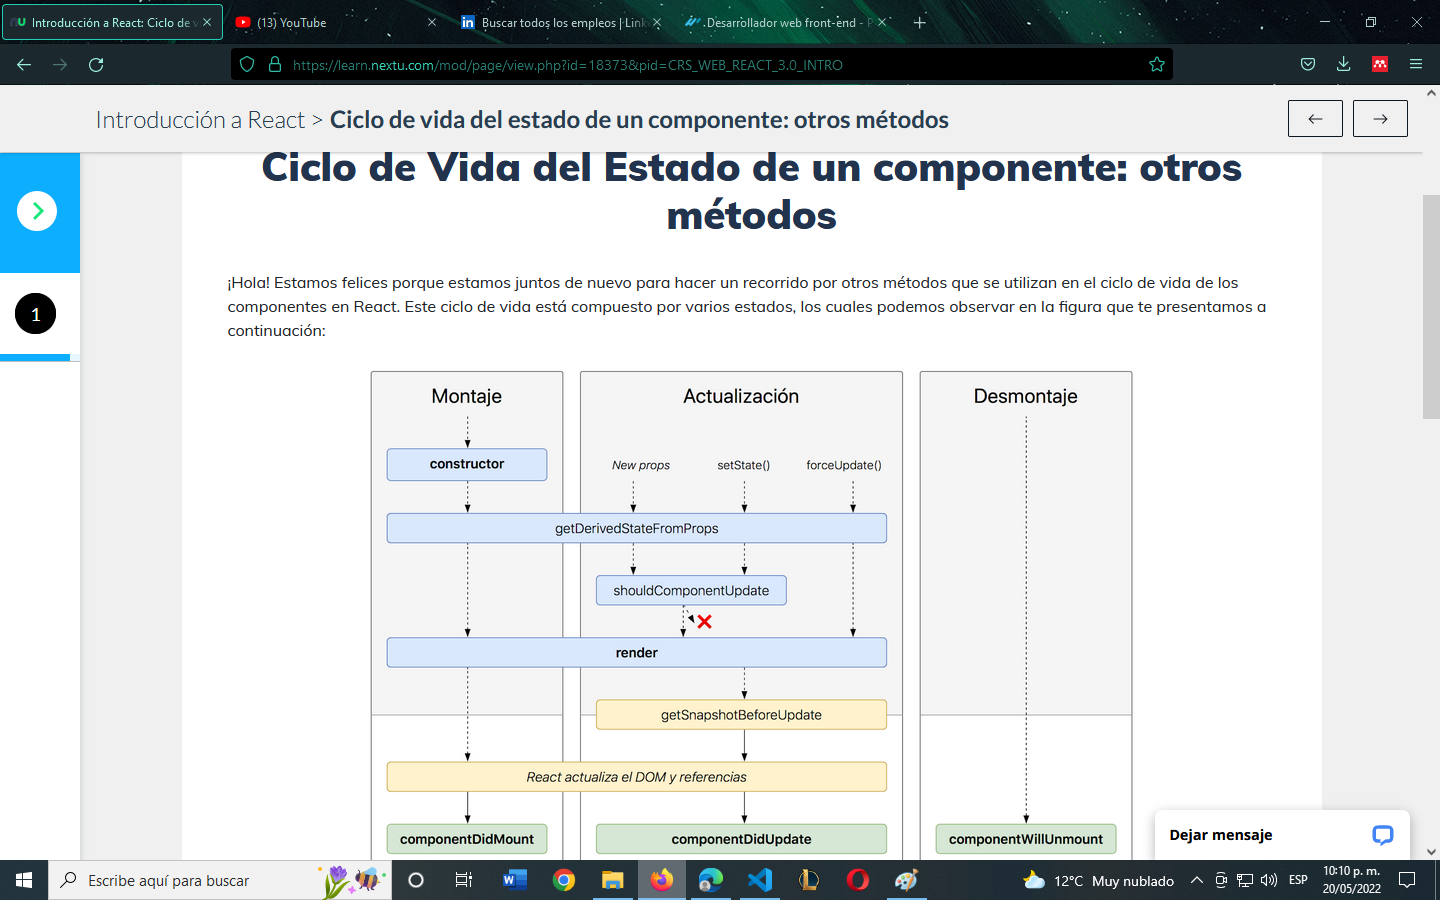 Introducción a React: Ciclo de v
(13) YouTube
Buscar todos los empleos | Link
Desarrollador web front-end - P
https://learn.nextu.com/mod/page/view.php?id=18373&pid=CRS_WEB_REACT_3.0_INTRO
Introducción a React > Ciclo de vida del estado de un componente: otros métodos
Ciclo de Vida del Estado de un componente: otros
métodos
1
¡Hola! Estamos felices porque estamos juntos de nuevo para hacer un recorrido por otros métodos que se utilizan en el ciclo de vida de los
componentes en React. Este ciclo de vida está compuesto por varios estados, los cuales podemos observar en la figura que te presentamos a
continuación:
Montaje
Actualización
Desmontaje
constructor
New props
setState()
forceUpdate()
getDerivedStateFromProps
shouldComponentUpdate
render
getSnapshotBeforeUpdate
React actualiza el DOM y referencias
componentDidMount
componentDidUpdate
componentWillUnmount
Dejar mensaje
Escribe aquí para buscar
12°C Muy nublado
ESP
10:10 p. m.
20/05/2022